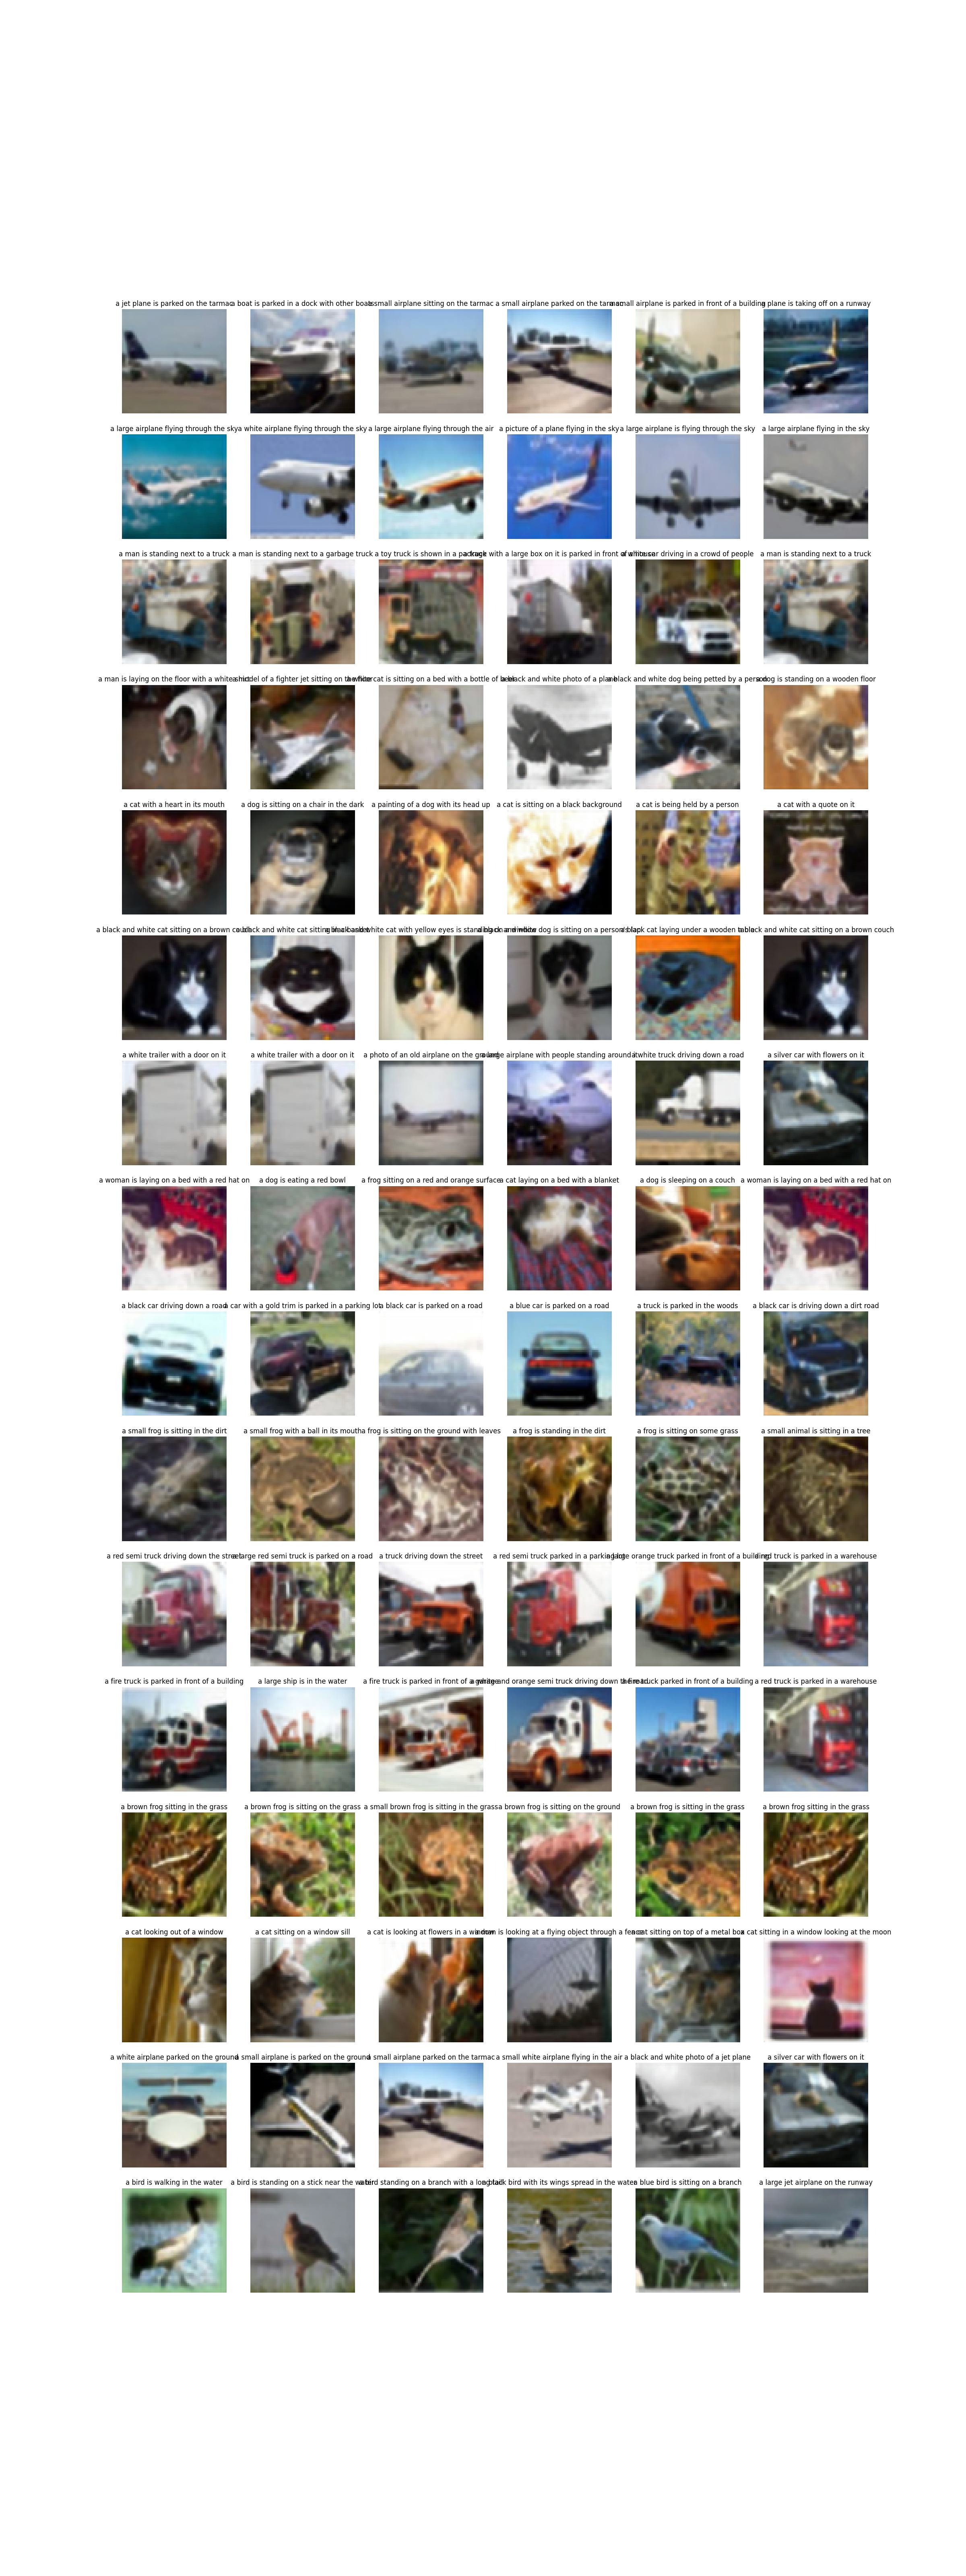 a jet plane is parked on the tarmac a boat is parked in a dock with other boats a small airplane sitting on the tarmac a small airplane parked on the tarmac a small airplane is parked in front of a building a plane is taking off on a runway
a large airplane flying through the sky a white airplane flying through the sky a large airplane flying through the air a picture of a plane flying in the sky a large airplane is flying through the sky a large airplane flying in the sky
a man is standing next to a truck a man is standing next to a garbage truck a toy truck is shown in a package a truck with a large box on it is parked in front of a house a white car driving in a crowd of people a man is standing next to a truck
a man is laying on the floor with a white shirt a model of a fighter jet sitting on the floor a white cat is sitting on a bed with a bottle of beer a black and white photo of a plane a black and white dog being petted by a person a dog is standing on a wooden floor
a cat with a heart in its mouth a dog is sitting on a chair in the dark a painting of a dog with its head up a cat is sitting on a black background a cat is being held by a person a cat with a quote on it
a black and white cat sitting on a brown couch a black and white cat sitting in a basket a black and white cat with yellow eyes is standing on a window a black and white dog is sitting on a person's lap a black cat laying under a wooden table a black and white cat sitting on a brown couch
a white trailer with a door on it a white trailer with a door on it a photo of an old airplane on the ground a large airplane with people standing around it a white truck driving down a road a silver car with flowers on it
a woman is laying on a bed with a red hat on a dog is eating a red bowl a frog sitting on a red and orange surface a cat laying on a bed with a blanket a dog is sleeping on a couch a woman is laying on a bed with a red hat on
a black car driving down a road a car with a gold trim is parked in a parking lot a black car is parked on a road a blue car is parked on a road a truck is parked in the woods a black car is driving down a dirt road
a small frog is sitting in the dirt a small frog with a ball in its mouth a frog is sitting on the ground with leaves a frog is standing in the dirt a frog is sitting on some grass a small animal is sitting in a tree
a red semi truck driving down the street a large red semi truck is parked on a road a truck driving down the street a red semi truck parked in a parking lot a large orange truck parked in front of a building a red truck is parked in a warehouse
a fire truck is parked in front of a building a large ship is in the water a fire truck is parked in front of a garage a white and orange semi truck driving down the road a fire truck parked in front of a building a red truck is parked in a warehouse
a brown frog sitting in the grass a brown frog is sitting on the grass a small brown frog is sitting in the grass a brown frog is sitting on the ground a brown frog is sitting in the grass a brown frog sitting in the grass
a cat looking out of a window a cat sitting on a window sill a cat is looking at flowers in a window a man is looking at a flying object through a fence a cat sitting on top of a metal box a cat sitting in a window looking at the moon
a white airplane parked on the ground a small airplane is parked on the ground a small airplane parked on the tarmac a small white airplane flying in the air a black and white photo of a jet plane a silver car with flowers on it
a bird is walking in the water a bird is standing on a stick near the water a bird standing on a branch with a long tail a black bird with its wings spread in the water a blue bird is sitting on a branch a large jet airplane on the runway